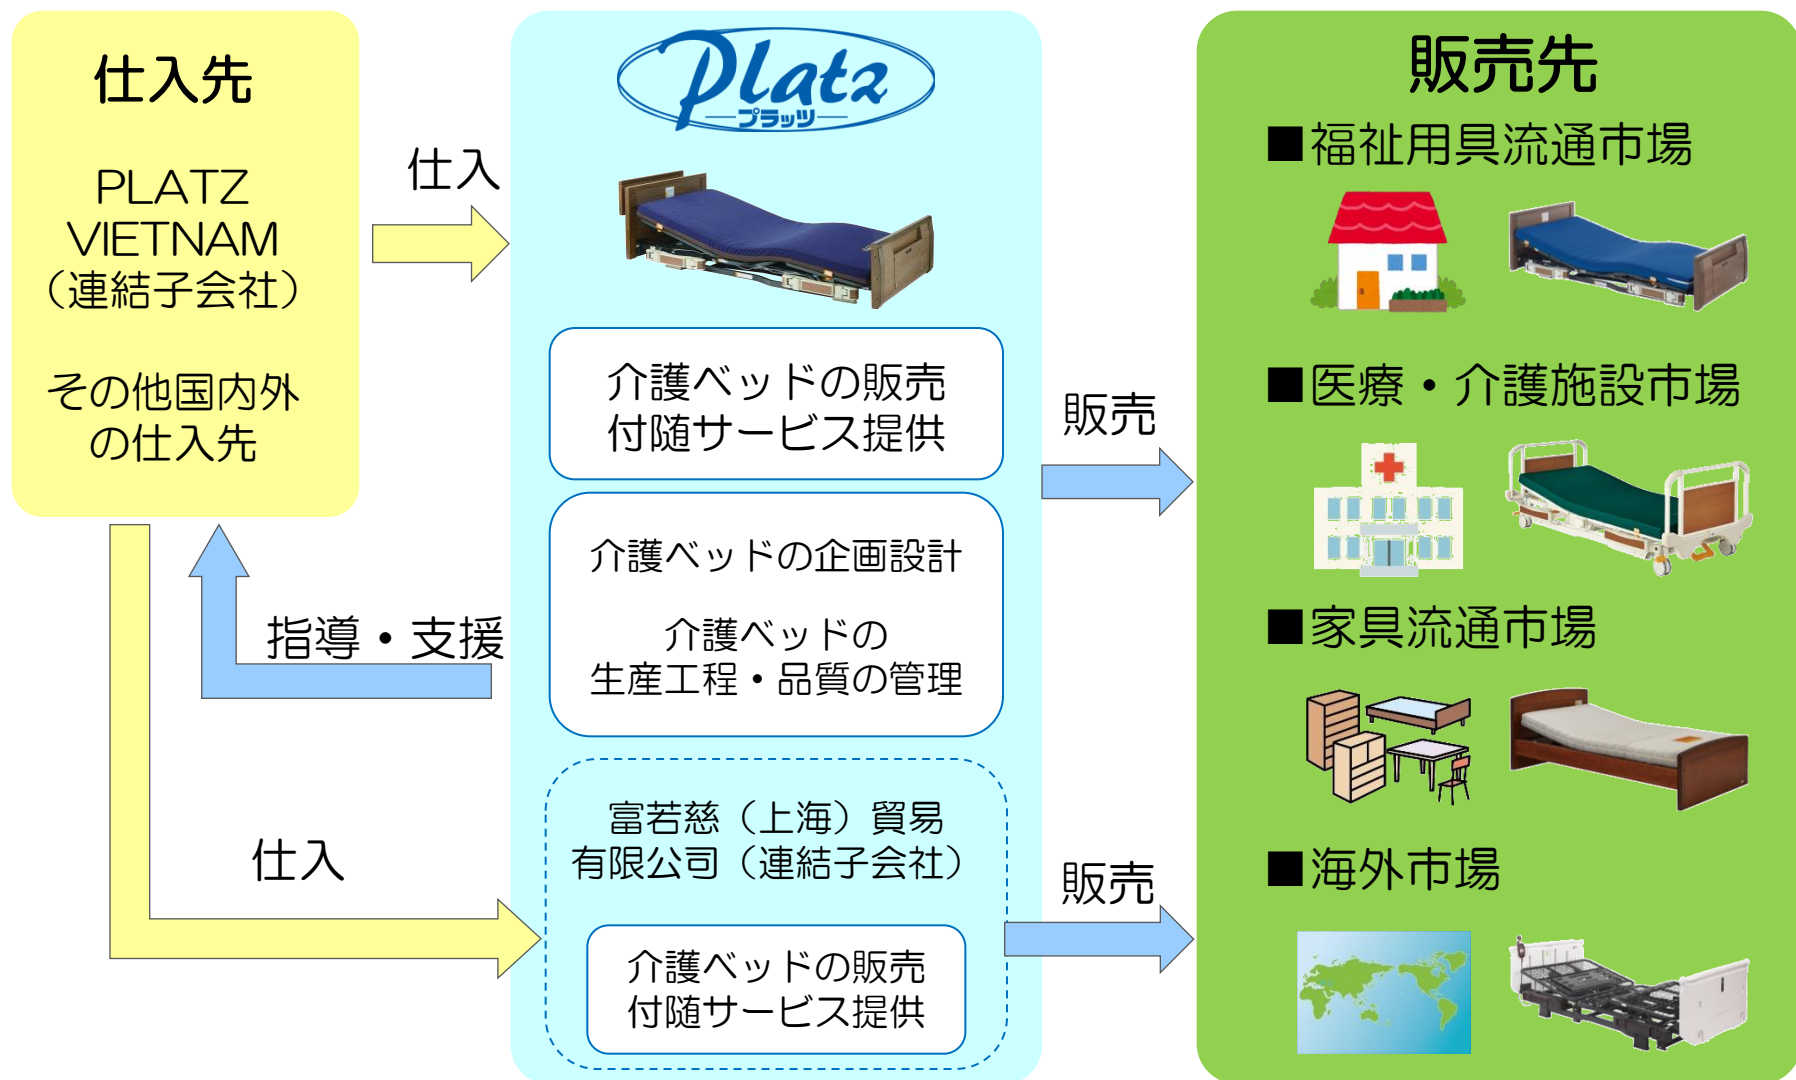 仕入先
PLATZ
VIETNAM
（連結子会社）
その他国内外
の仕入先
仕入
指導・支援
仕入
Platz
プラッツ
介護ベッドの販売
付随サービス提供
介護ベッドの企画設計
介護ベッドの
生産工程・品質の管理
富若慈（上海）貿易
有限公司（連結子会社）
介護ベッドの販売
付随サービス提供
販売
販売
販売先
■福祉用具流通市場
■医療・介護施設市場
■家具流通市場
■海外市場